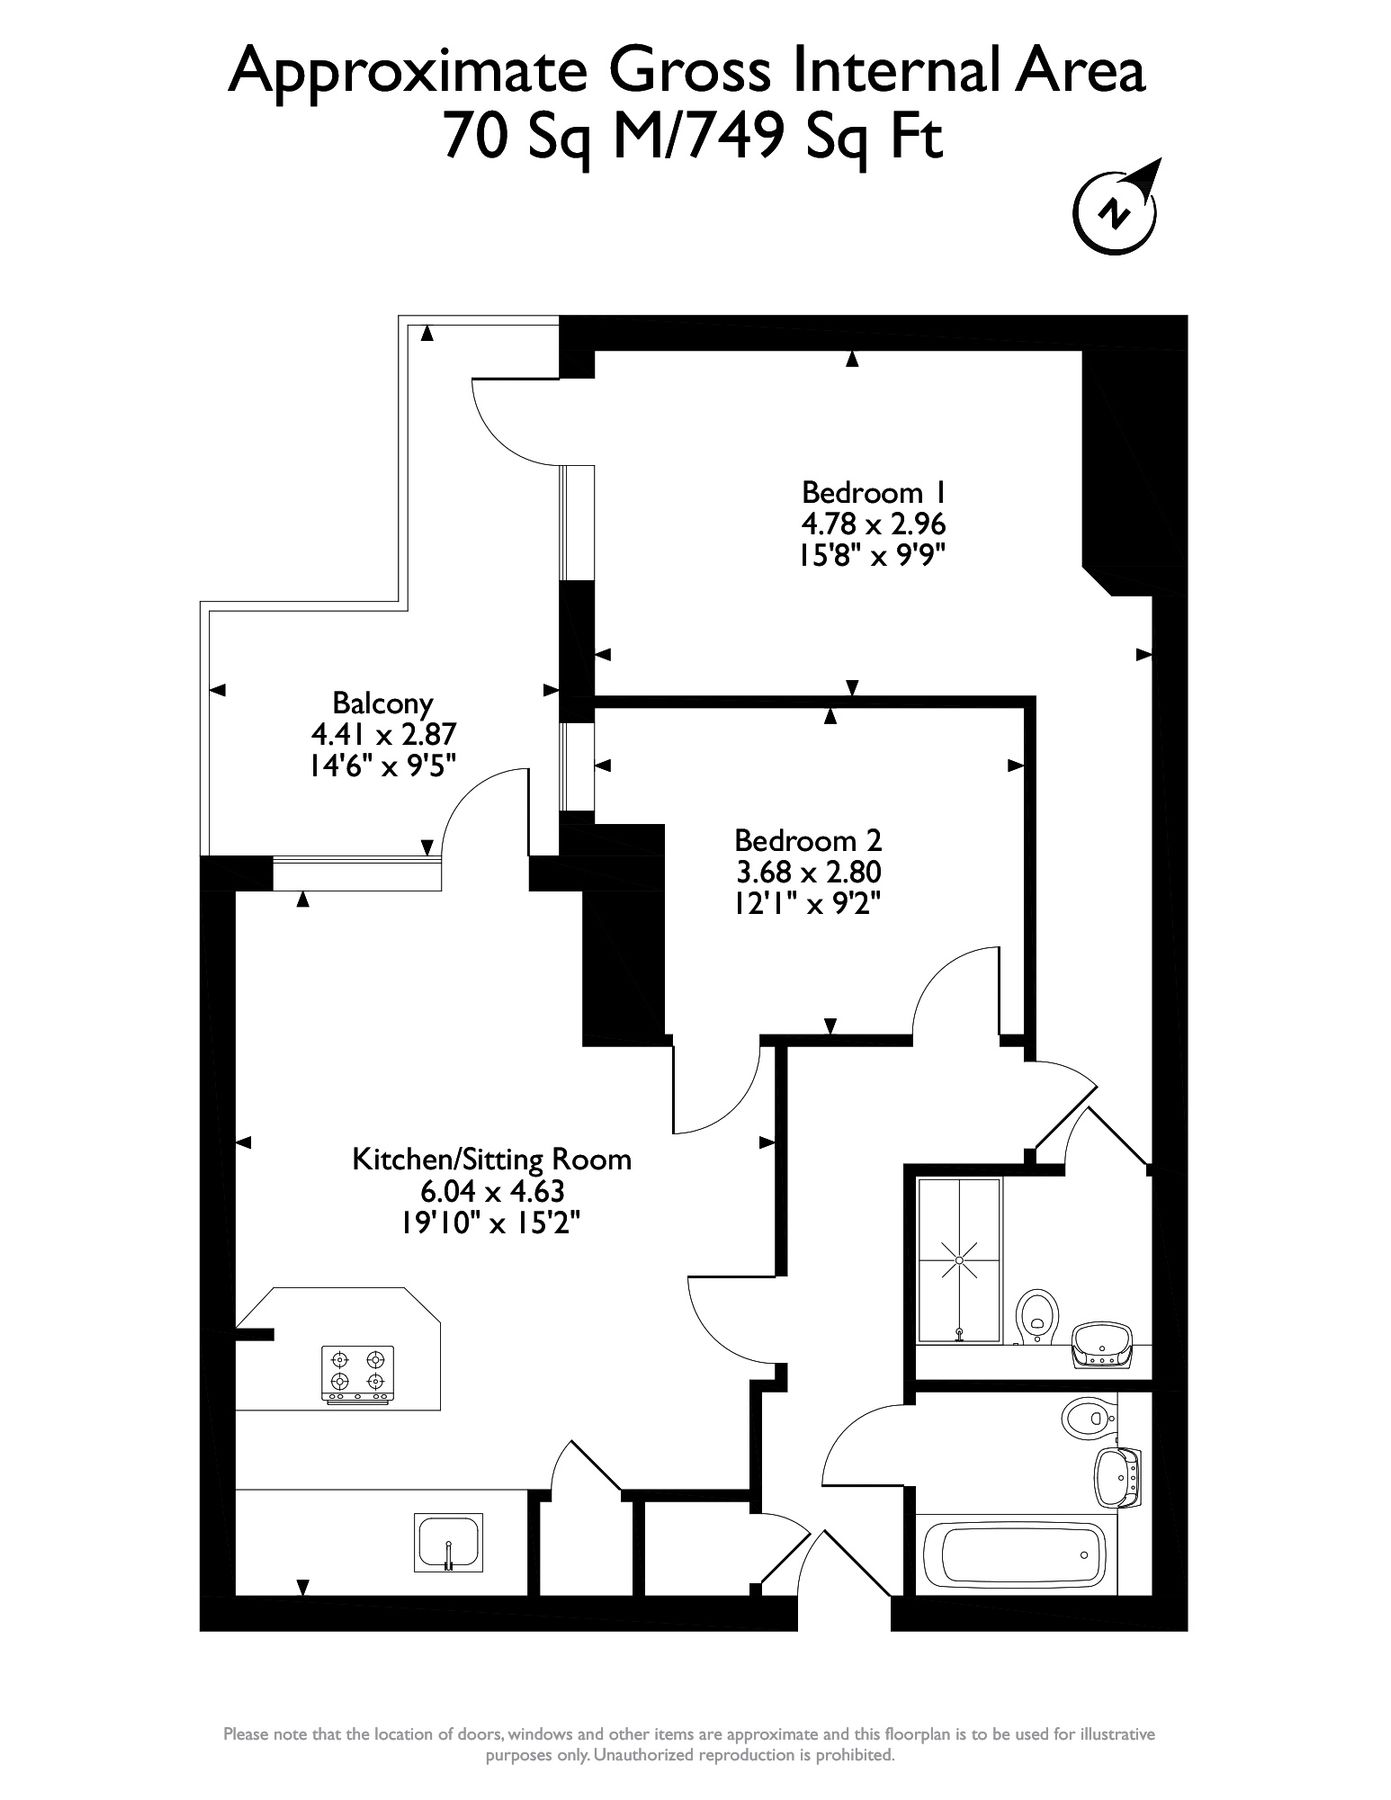 Approximate Gross Internal Area
70 Sq M/749 Sq Ft
N
Bedroom 1
4.78 x 2.96
15'8" x 9'9"
Balcony
4.41 x 2.87
14'6" x 9'5"
Bedroom 2
3.68 x 2.80
12'1" x 9'2"
Kitchen/Sitting Room
6.04 x 4.63
19'10" x 15'2"
Please note that the location of doors, windows and other items are approximate and this floorplan is to be used for illustrative
purposes only. Unauthorized reproduction is prohibited.